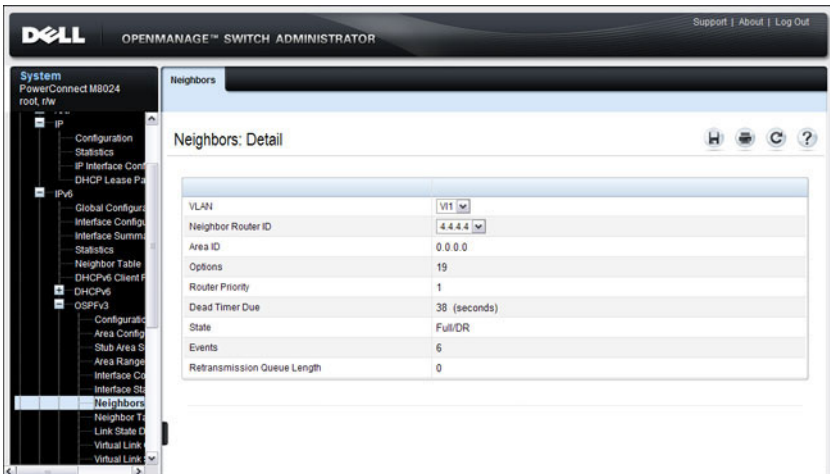 Support | About | Log Out
DELL OPENMANAGE™ SWITCH ADMINISTRATOR
System
PowerConnect M8024
root, r/w
IP
Configuration
Statistics
IP Interface Conf
DHCP Lease Pa
IPv6
Global Configura
Interface Configu
Interface Summa
Statistics
Neighbor Table
DHCPv6 Client P
DHCPv6
OSPFv3
Configuratio
Area Config
Stub Area S
Area Range
Interface Co
Interface Sta
Neighbors
Neighbor Ta
Link State D
Virtual Link
Virtual Link
Neighbors
Neighbors: Detail
VLAN Vl1
Neighbor Router ID 4.4.4.4
Area ID 0.0.0.0
Options 19
Router Priority 1
Dead Timer Due 38 (seconds)
State Full/DR
Events 6
Retransmission Queue Length 0